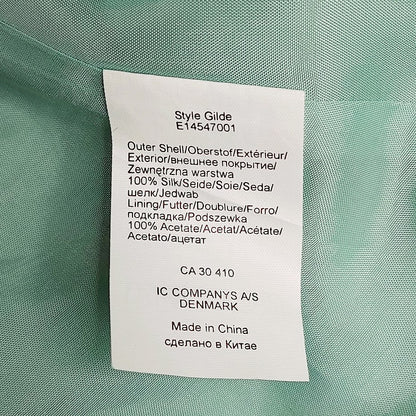 Style Gilde
E14547001
Outer Shell/Oberstof/Extérieur/
Exterior/внешнее покрытие/
Zewnętrzna warstwa
100% Silk/Seide/Soie/Seda/
шелк/Jedwab
Lining/Futter/Doublure/Forro/
подкладка/Podszewka
100% Acetate/Acetat/Acétate/
Acetato/ацетат
CA 30 410
IC COMPANYS A/S
DENMARK
Made in China
сделано в Китае